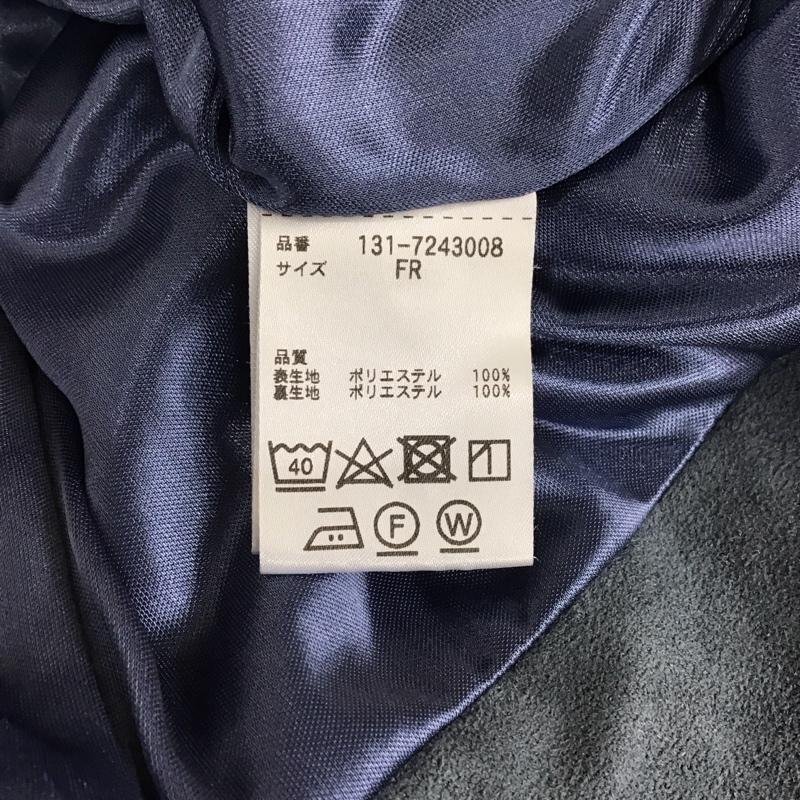 品番 131-7243008
サイズ FR
品質
表生地 ポリエステル 100%
裏生地 ポリエステル 100%
40
F W